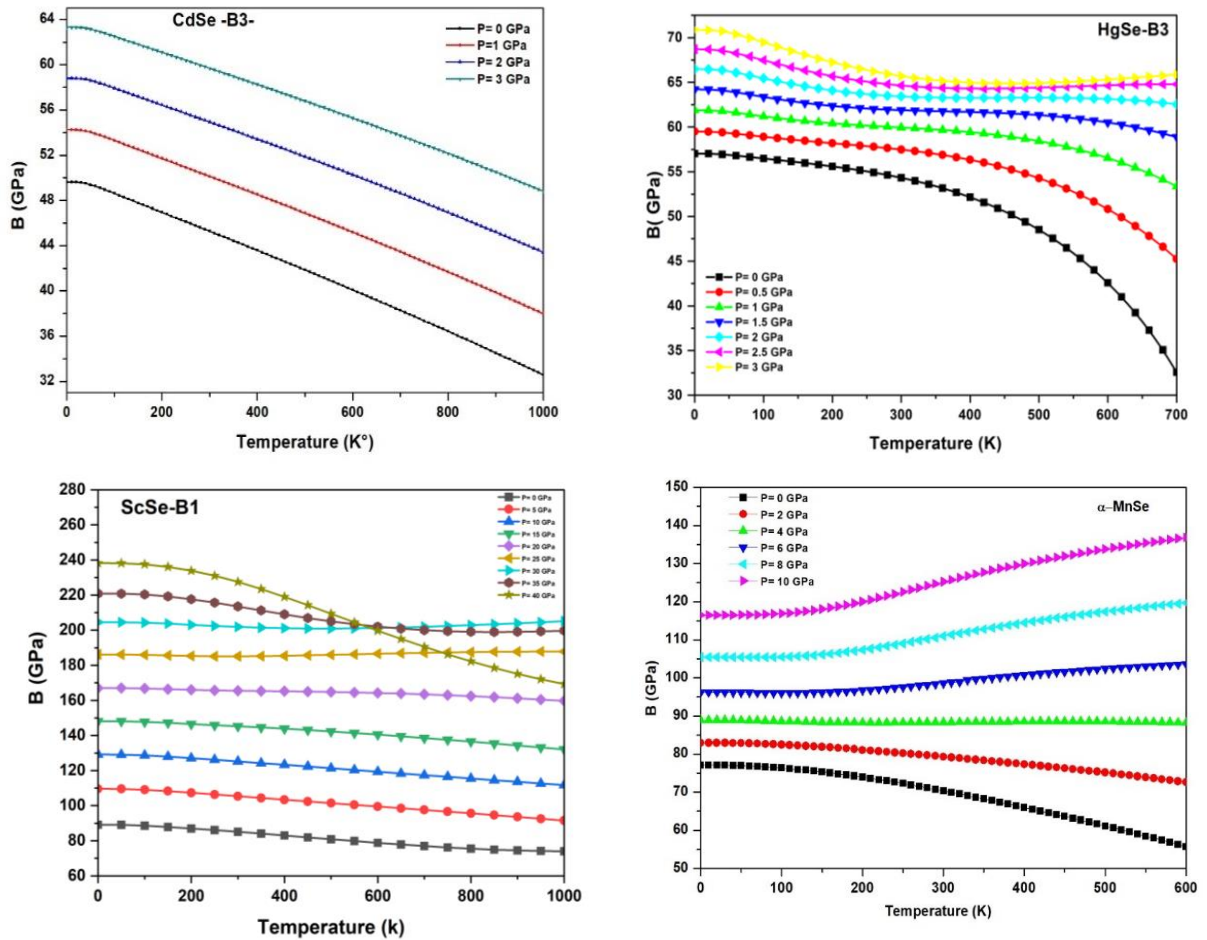 CdSe -B3-
P= 0 GPa
P=1 GPa
P= 2 GPa
P= 3 GPa
B (GPa)
64
60
56
52
48
44
40
36
32
0
200
400
600
800
1000
Temperature (K°)
HgSe-B3
B( GPa)
70
65
60
55
50
45
40
35
30
P= 0 GPa
P= 0.5 GPa
P= 1 GPa
P= 1.5 GPa
P= 2 GPa
P= 2.5 GPa
P= 3 GPa
0
100
200
300
400
500
600
700
Temperature (K)
ScSe-B1
P= 0 GPa
P= 5 GPa
P= 10 GPa
P= 15 GPa
P= 20 GPa
P= 25 GPa
P= 30 GPa
P= 35 GPa
P= 40 GPa
B (GPa)
280
260
240
220
200
180
160
140
120
100
80
60
0
200
400
600
800
1000
Temperature (k)
α–MnSe
P= 0 GPa
P= 2 GPa
P= 4 GPa
P= 6 GPa
P= 8 GPa
P= 10 GPa
B (GPa)
150
140
130
120
110
100
90
80
70
60
50
0
100
200
300
400
500
600
Temperature (K)